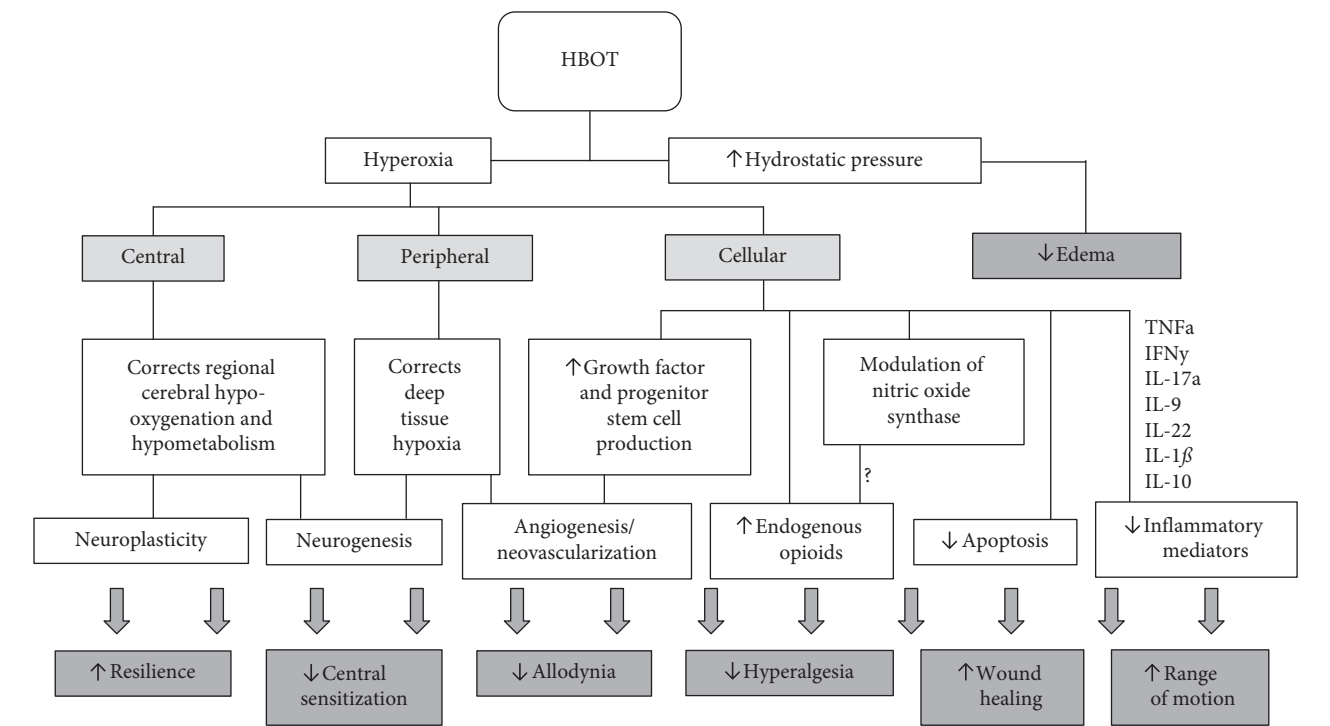 HBOT
Hyperoxia
↑Hydrostatic pressure
Central
Peripheral
Cellular
↓Edema
Corrects regional
cerebral hypo-
oxygenation and
hypometabolism
Corrects
deep
tissue
hypoxia
↑Growth factor
and progenitor
stem cell
production
Modulation of
nitric oxide
synthase
TNFa
IFNy
IL-17a
IL-9
IL-22
IL-1ß
IL-10
?
Neuroplasticity
Neurogenesis
Angiogenesis/
neovascularization
↑Endogenous
opioids
↓Apoptosis
↓Inflammatory
mediators
↑Resilience
↓Central
sensitization
↓Allodynia
↓Hyperalgesia
↑Wound
healing
↑Range
of motion